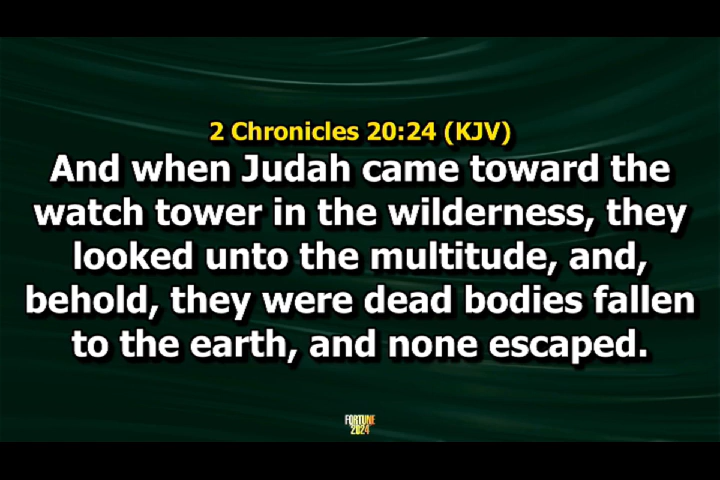 2 Chronicles 20:24 (KJV)
And when Judah came toward the
watch tower in the wilderness, they
looked unto the multitude, and,
behold, they were dead bodies fallen
to the earth, and none escaped.
FORTUNE
2024